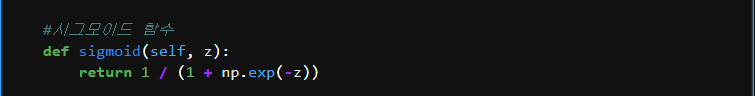 #시그모이드 함수
def sigmoid(self, z):
    return 1 / (1 + np.exp(-z))